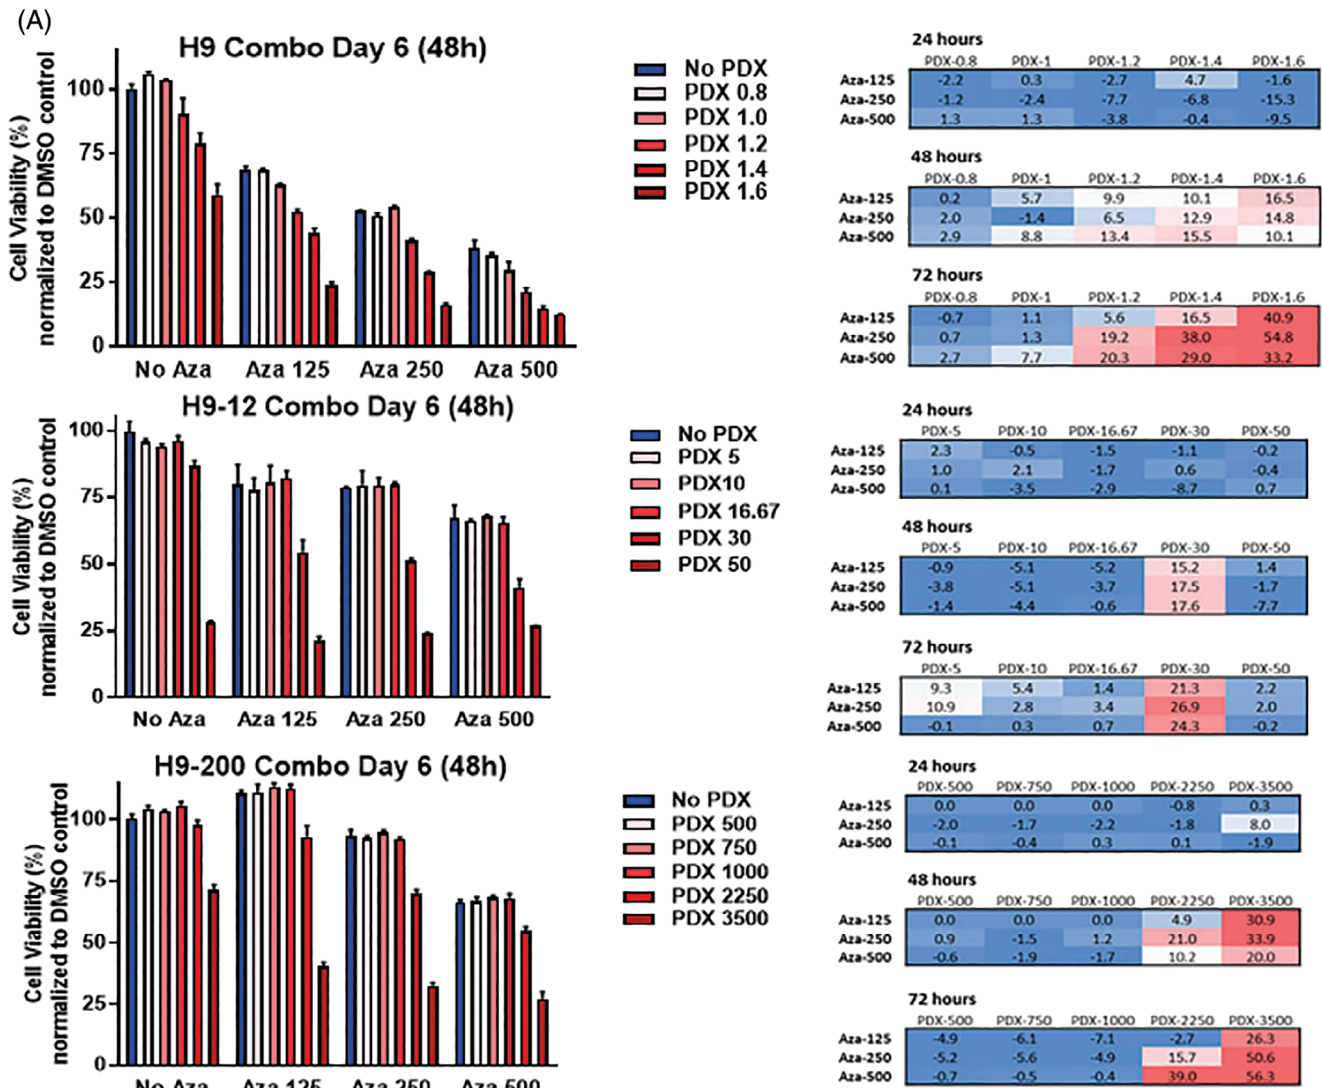 (A)
H9 Combo Day 6 (48h)
Cell Viability (%)
normalized to DMSO control
100
75
50
25
0
No Aza Aza 125 Aza 250 Aza 500
No PDX
PDX 0.8
PDX 1.0
PDX 1.2
PDX 1.4
PDX 1.6
24 hours
PDX-0.8 PDX-1 PDX-1.2 PDX-1.4 PDX-1.6
Aza-125 -2.2 0.3 -2.7 4.7 -1.6
Aza-250 -1.2 -2.4 -7.7 -6.8 -15.3
Aza-500 1.3 1.3 -3.8 -0.4 -9.5
48 hours
PDX-0.8 PDX-1 PDX-1.2 PDX-1.4 PDX-1.6
Aza-125 0.2 5.7 9.9 10.1 16.5
Aza-250 2.0 -1.4 6.5 12.9 14.8
Aza-500 2.9 8.8 13.4 15.5 10.1
72 hours
PDX-0.8 PDX-1 PDX-1.2 PDX-1.4 PDX-1.6
Aza-125 -0.7 1.1 5.6 16.5 40.9
Aza-250 0.7 1.3 19.2 38.0 54.8
Aza-500 2.7 7.7 20.3 29.0 33.2
H9-12 Combo Day 6 (48h)
Cell Viability (%)
normalized to DMSO control
100
75
50
25
0
No Aza Aza 125 Aza 250 Aza 500
No PDX
PDX 5
PDX10
PDX 16.67
PDX 30
PDX 50
24 hours
PDX-5 PDX-10 PDX-16.67 PDX-30 PDX-50
Aza-125 2.3 -0.5 -1.5 -1.1 -0.2
Aza-250 1.0 2.1 -1.7 0.6 -0.4
Aza-500 0.1 -3.5 -2.9 -8.7 0.7
48 hours
PDX-5 PDX-10 PDX-16.67 PDX-30 PDX-50
Aza-125 -0.9 -5.1 -5.2 15.2 1.4
Aza-250 -3.8 -5.1 -3.7 17.5 -1.7
Aza-500 -1.4 -4.4 -0.6 17.6 -7.7
72 hours
PDX-5 PDX-10 PDX-16.67 PDX-30 PDX-50
Aza-125 9.3 5.4 1.4 21.3 2.2
Aza-250 10.9 2.8 3.4 26.9 2.0
Aza-500 -0.1 0.3 0.7 24.3 -0.2
H9-200 Combo Day 6 (48h)
Cell Viability (%)
normalized to DMSO control
100
75
50
25
0
No Aza Aza 125 Aza 250 Aza 500
No PDX
PDX 500
PDX 750
PDX 1000
PDX 2250
PDX 3500
24 hours
PDX-500 PDX-750 PDX-1000 PDX-2250 PDX-3500
Aza-125 0.0 0.0 0.0 -0.8 0.3
Aza-250 -2.0 -1.7 -2.2 -1.8 8.0
Aza-500 -0.1 -0.4 0.3 0.1 -1.9
48 hours
PDX-500 PDX-750 PDX-1000 PDX-2250 PDX-3500
Aza-125 0.0 0.0 0.0 4.9 30.9
Aza-250 0.9 -1.5 1.2 21.0 33.9
Aza-500 -0.6 -1.9 -1.7 10.2 20.0
72 hours
PDX-500 PDX-750 PDX-1000 PDX-2250 PDX-3500
Aza-125 -4.9 -6.1 -7.1 -2.7 26.3
Aza-250 -5.2 -5.6 -4.9 15.7 50.6
Aza-500 -0.7 -0.5 -0.4 39.0 56.3